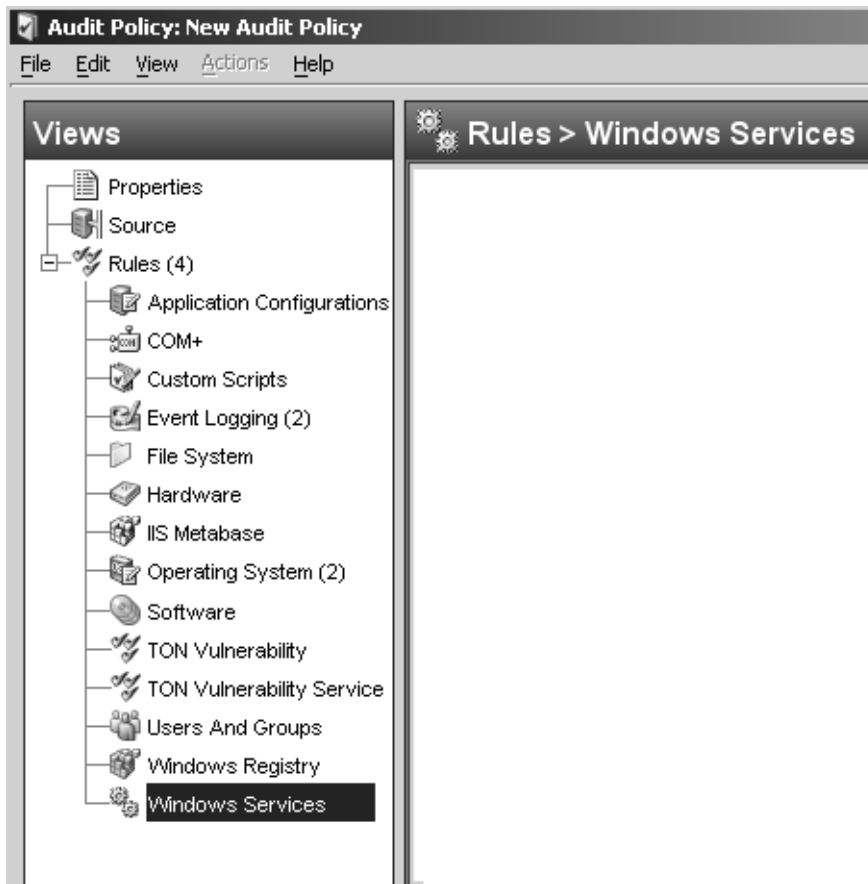 Audit Policy: New Audit Policy
File Edit View Actions Help
Views
Properties
Source
Rules (4)
Application Configurations
COM+
Custom Scripts
Event Logging (2)
File System
Hardware
IIS Metabase
Operating System (2)
Software
TON Vulnerability
TON Vulnerability Service
Users And Groups
Windows Registry
Windows Services
Rules > Windows Services